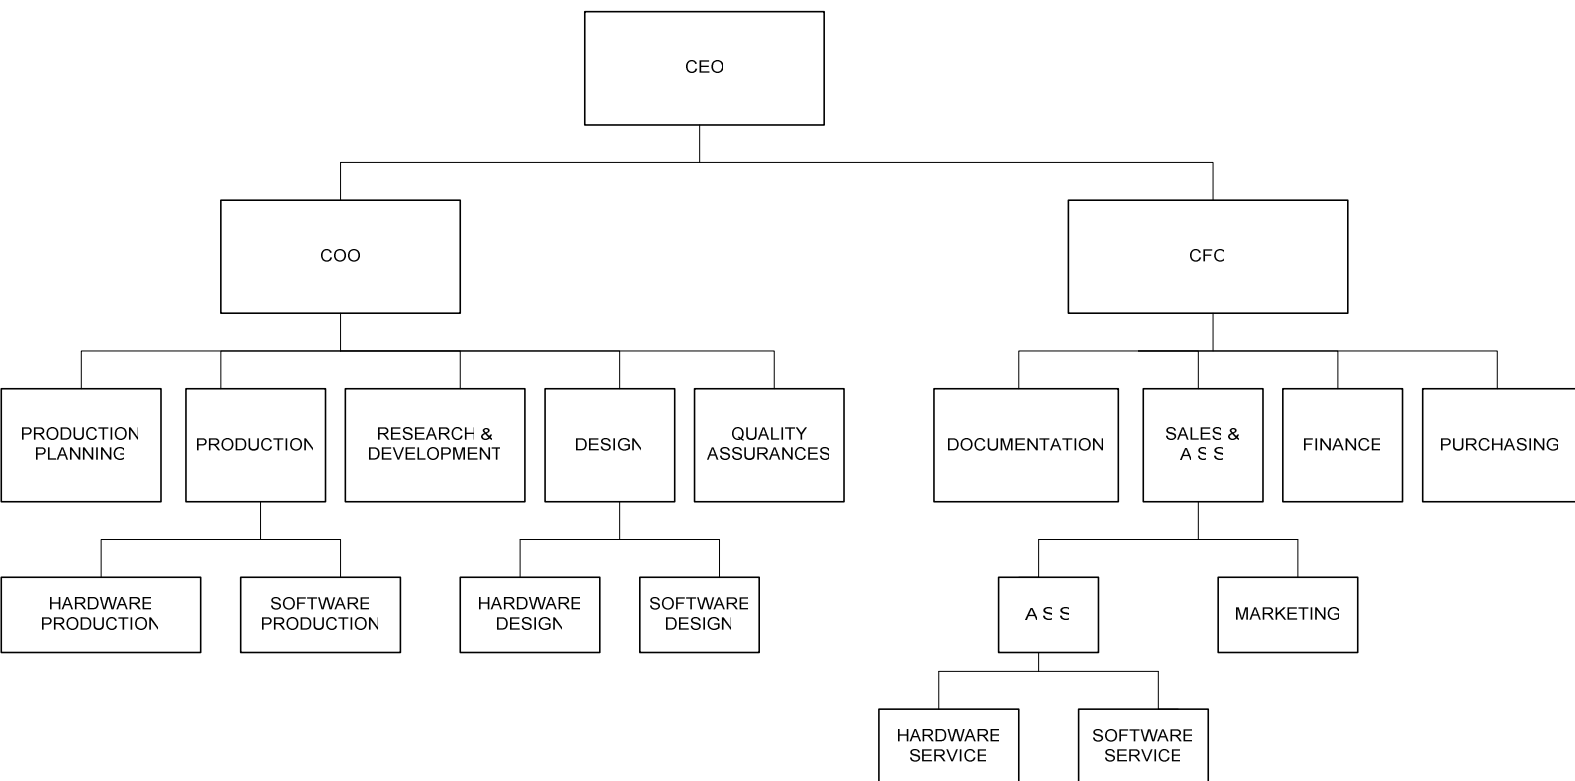 CEO
COO
CFO
PRODUCTION
PLANNING
PRODUCTION
RESEARCH &
DEVELOPMENT
DESIGN
QUALITY
ASSURANCES
DOCUMENTATION
SALES &
A S S
FINANCE
PURCHASING
HARDWARE
PRODUCTION
SOFTWARE
PRODUCTION
HARDWARE
DESIGN
SOFTWARE
DESIGN
A S S
MARKETING
HARDWARE
SERVICE
SOFTWARE
SERVICE